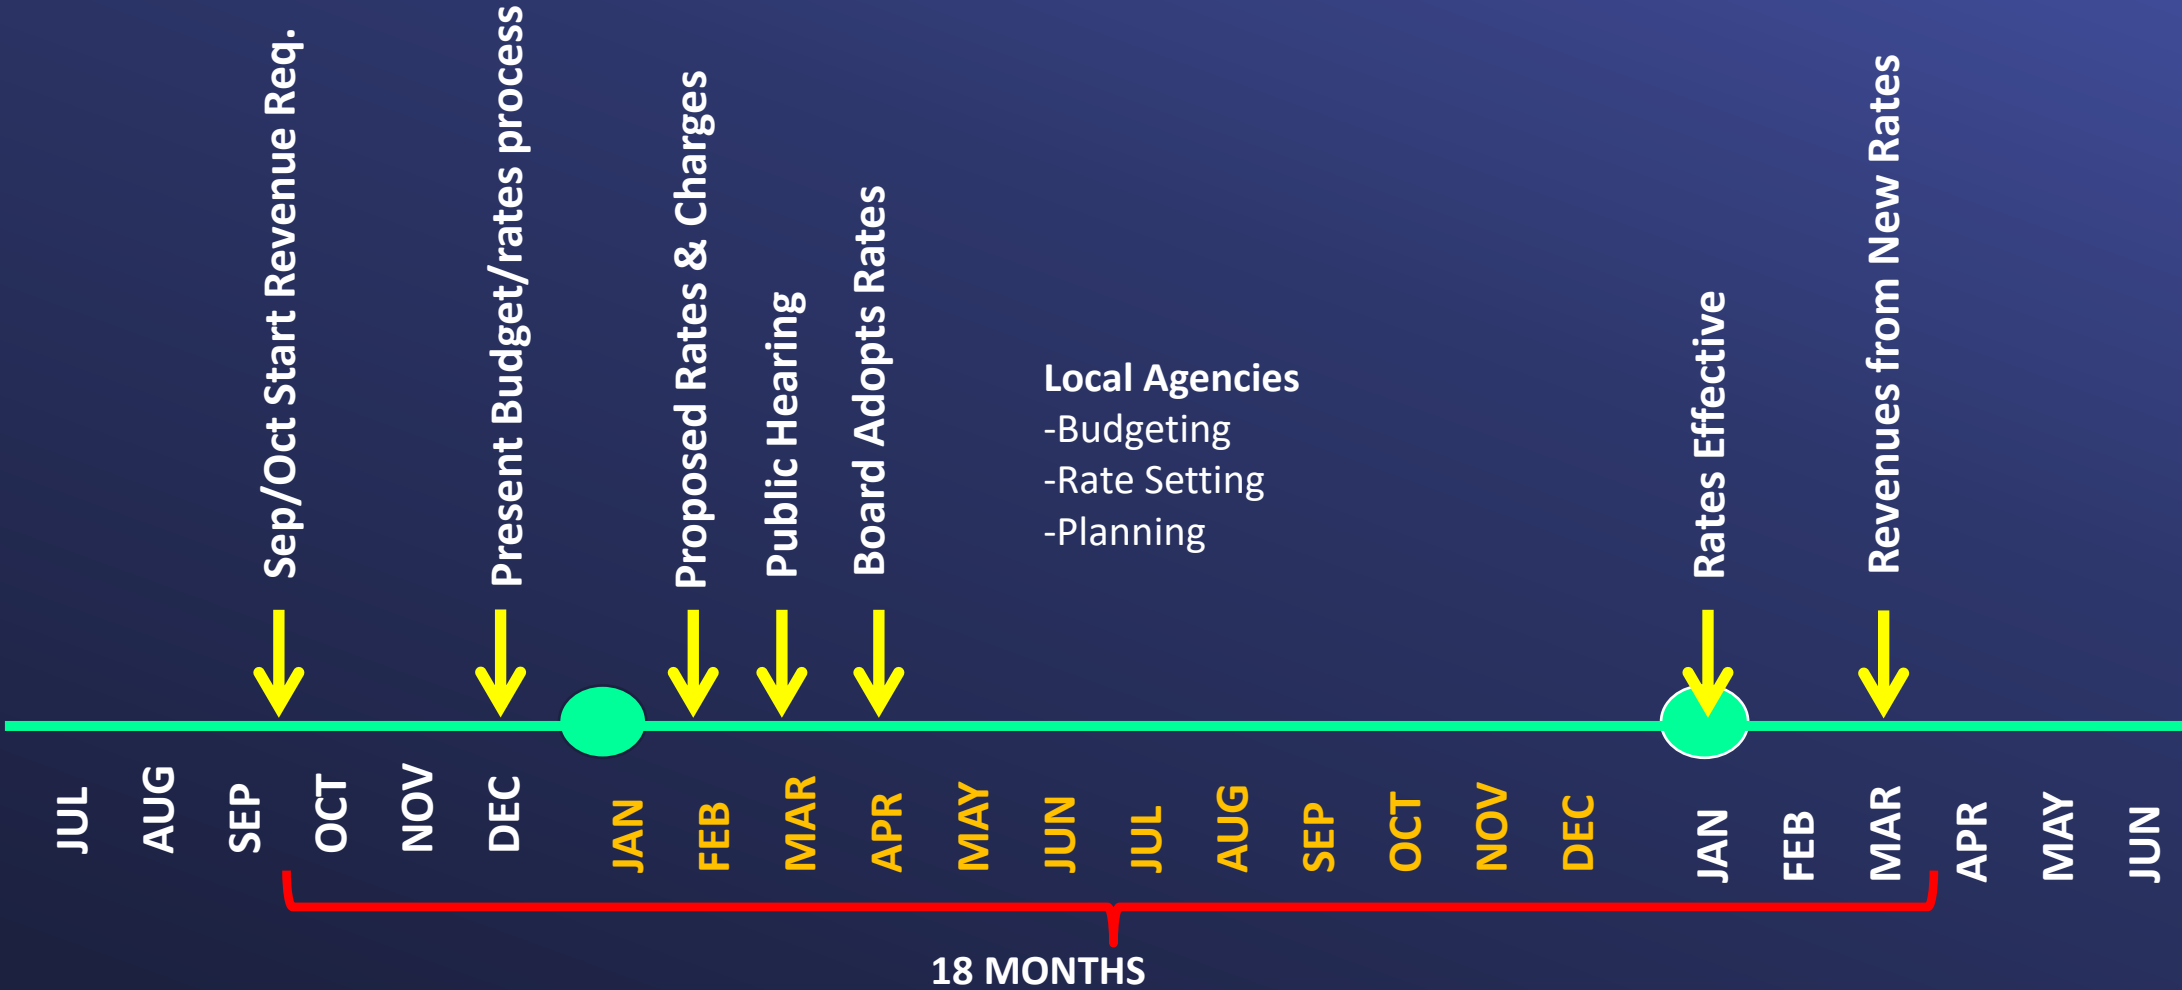 Sep/Oct Start Revenue Req.
Present Budget/rates process
Proposed Rates & Charges
Public Hearing
Board Adopts Rates
Local Agencies
-Budgeting
-Rate Setting
-Planning
Rates Effective
Revenues from New Rates
JUL
AUG
SEP
OCT
NOV
DEC
JAN
FEB
MAR
APR
MAY
JUN
JUL
AUG
SEP
OCT
NOV
DEC
JAN
FEB
MAR
APR
MAY
JUN
18 MONTHS